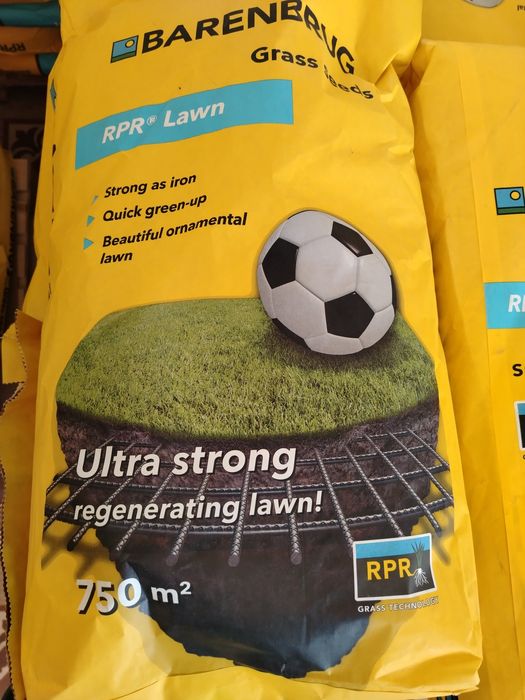 BARENBRUG
Grass Seeds
RPR® Lawn
Strong as iron
Quick green-up
Beautiful ornamental
lawn
Ultra strong
regenerating lawn!
750 m²
RPR
GRASS TECHNOLOGY